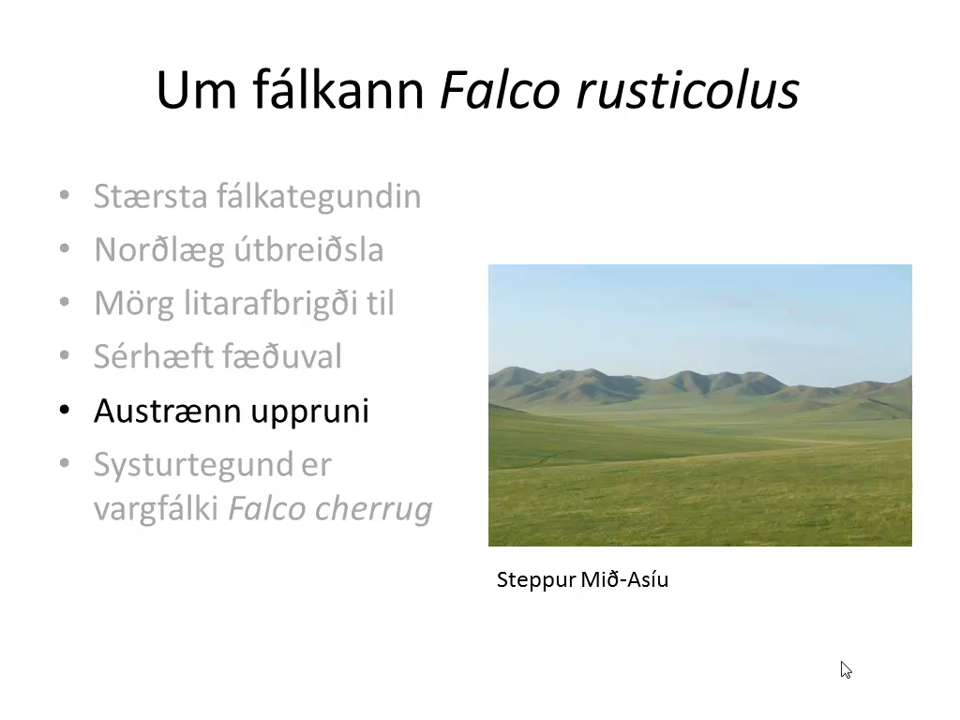 Um fálkann Falco rusticolus
• Stærsta fálkategundin
• Norðlæg útbreiðsla
• Mörg litarafbrigði til
• Sérhæft fæðuval
• Austrænn uppruni
• Systurtegund er
vargfálki Falco cherrug
Steppur Mið-Asíu